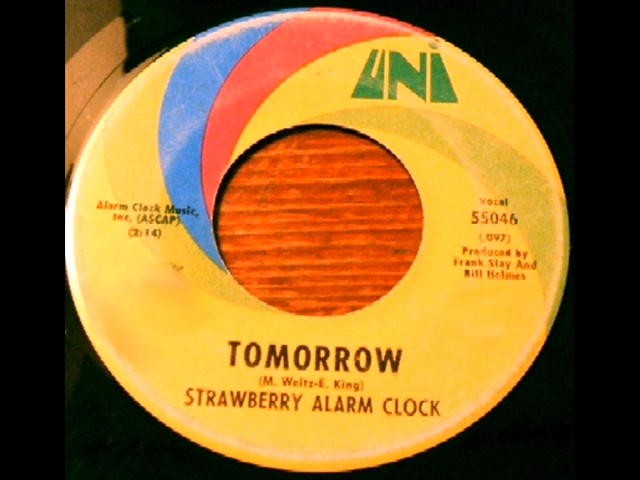 UNI
Alarm Clock Music,
Inc. (ASCAP)
(2:14)
Vocal
55046
(.097)
Produced by
Frank Slay And
Bill Holmes
TOMORROW
(M. Weitz-E. King)
STRAWBERRY ALARM CLOCK